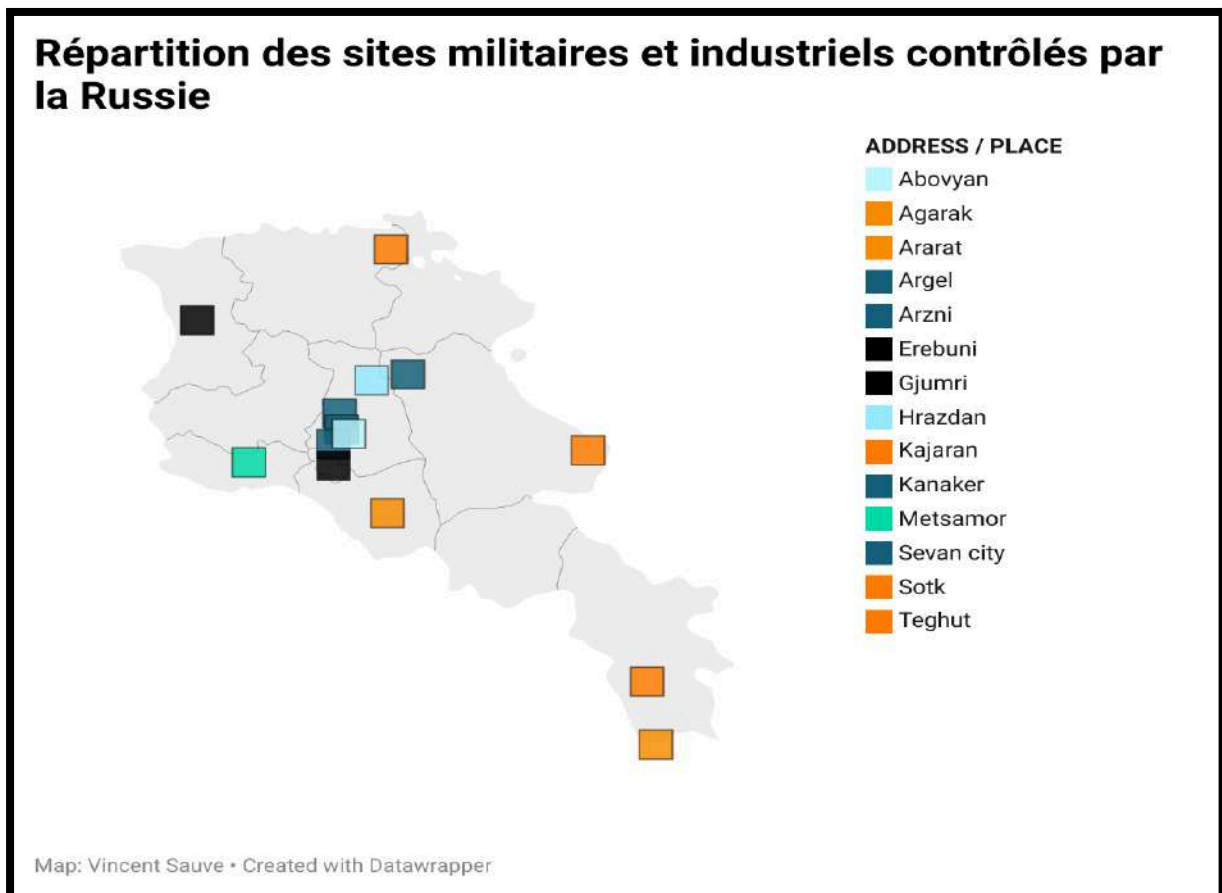 Répartition des sites militaires et industriels contrôlés par
la Russie
ADDRESS / PLACE
Abovyan
Agarak
Ararat
Argel
Arzni
Erebuni
Gjumri
Hrazdan
Kajaran
Kanaker
Metsamor
Sevan city
Sotk
Teghut
Map: Vincent Sauve • Created with Datawrapper